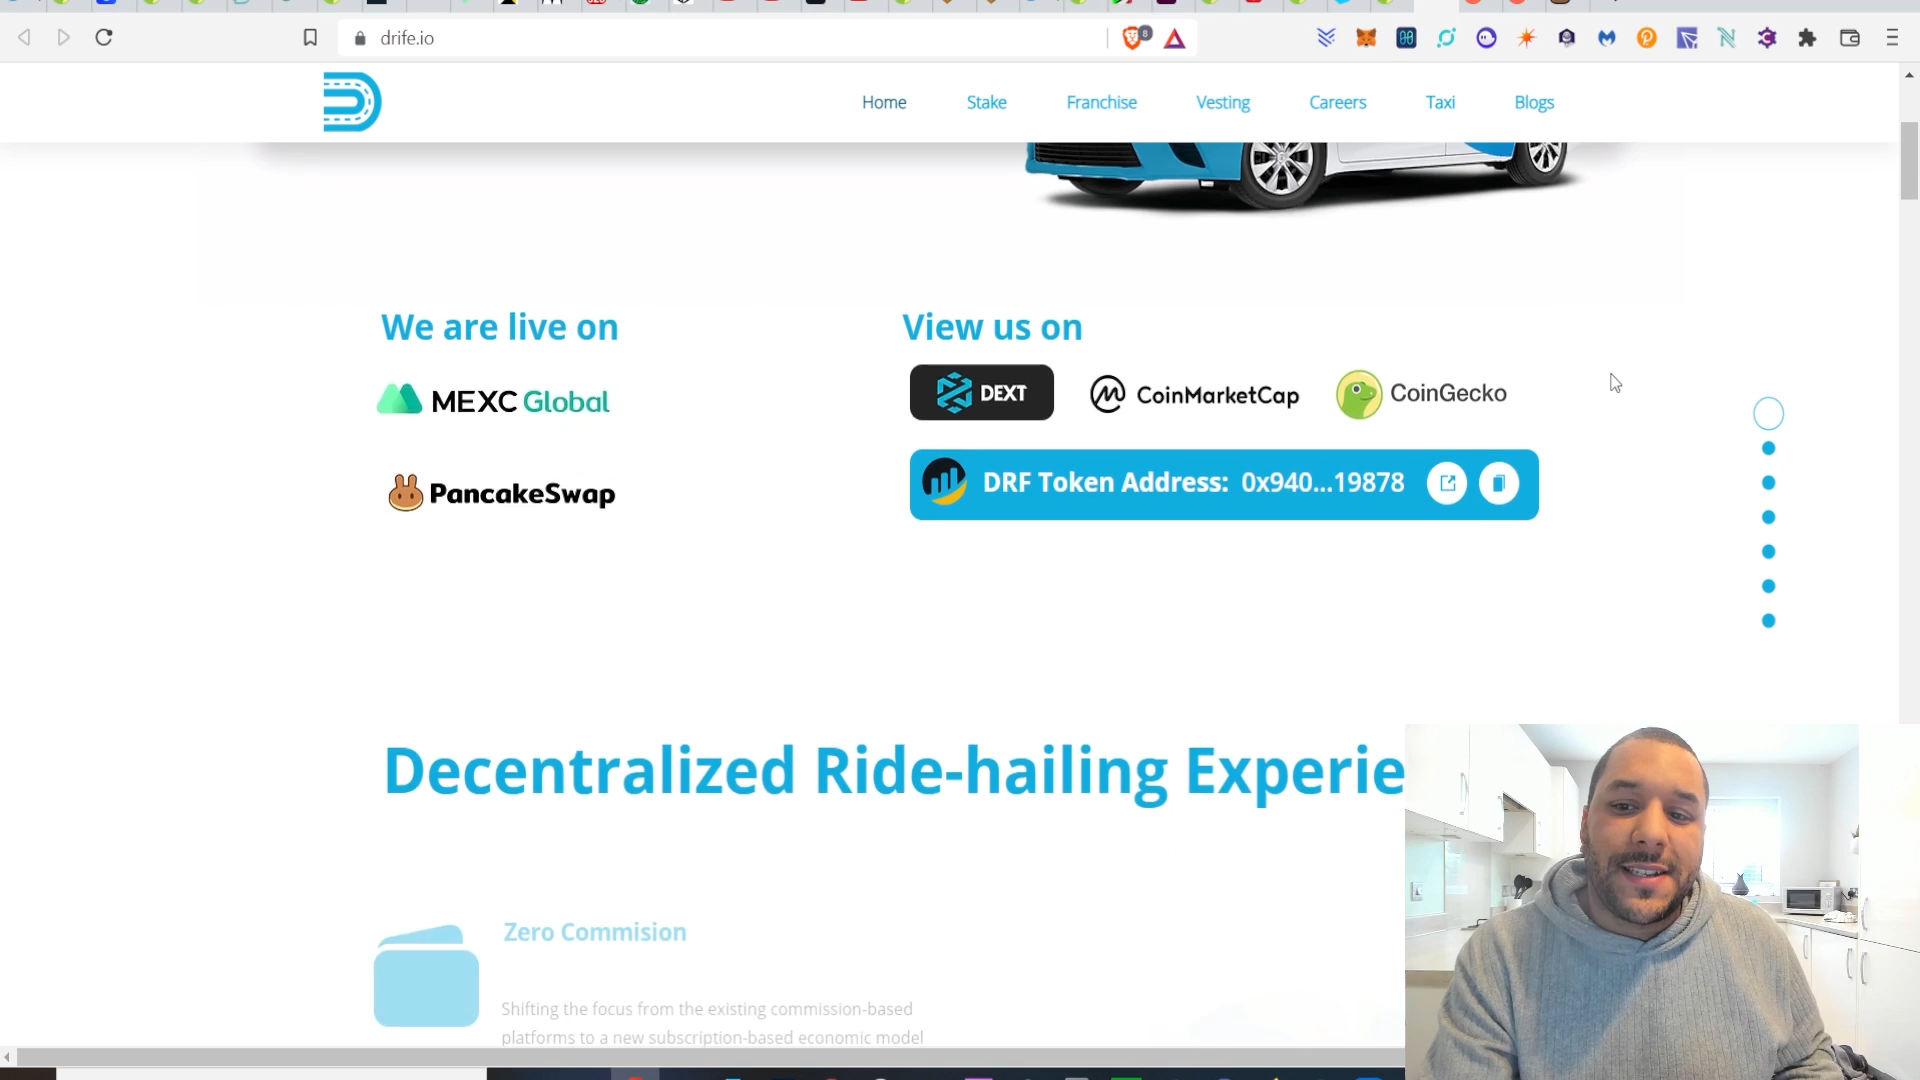 drife.io
8
Home Stake Franchise Vesting Careers Taxi Blogs
We are live on
View us on
MEXC Global
DEXT
CoinMarketCap
CoinGecko
PancakeSwap
DRF Token Address: 0x940...19878
Decentralized Ride-hailing Experie
Zero Commision
Shifting the focus from the existing commission-based
platforms to a new subscription-based economic model